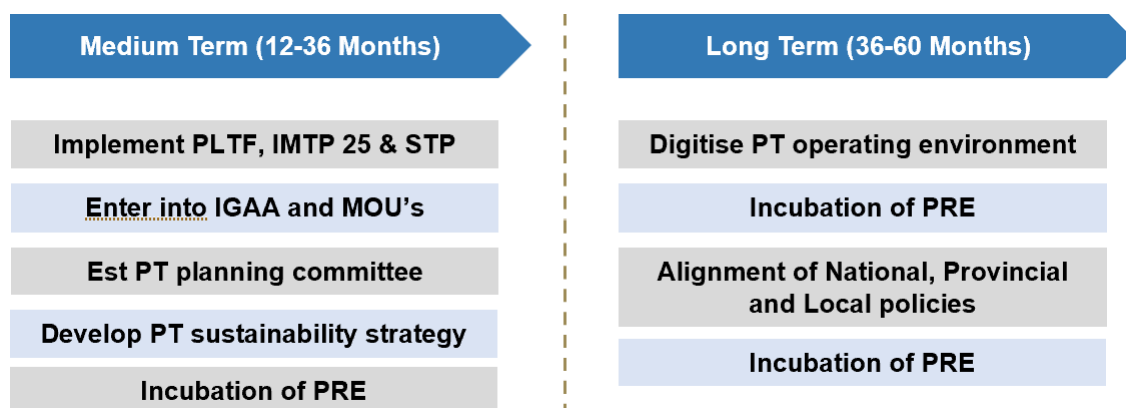 Medium Term (12-36 Months)
Implement PLTF, IMTP 25 & STP
Enter into IGAA and MOU's
Est PT planning committee
Develop PT sustainability strategy
Incubation of PRE
Long Term (36-60 Months)
Digitise PT operating environment
Incubation of PRE
Alignment of National, Provincial
and Local policies
Incubation of PRE